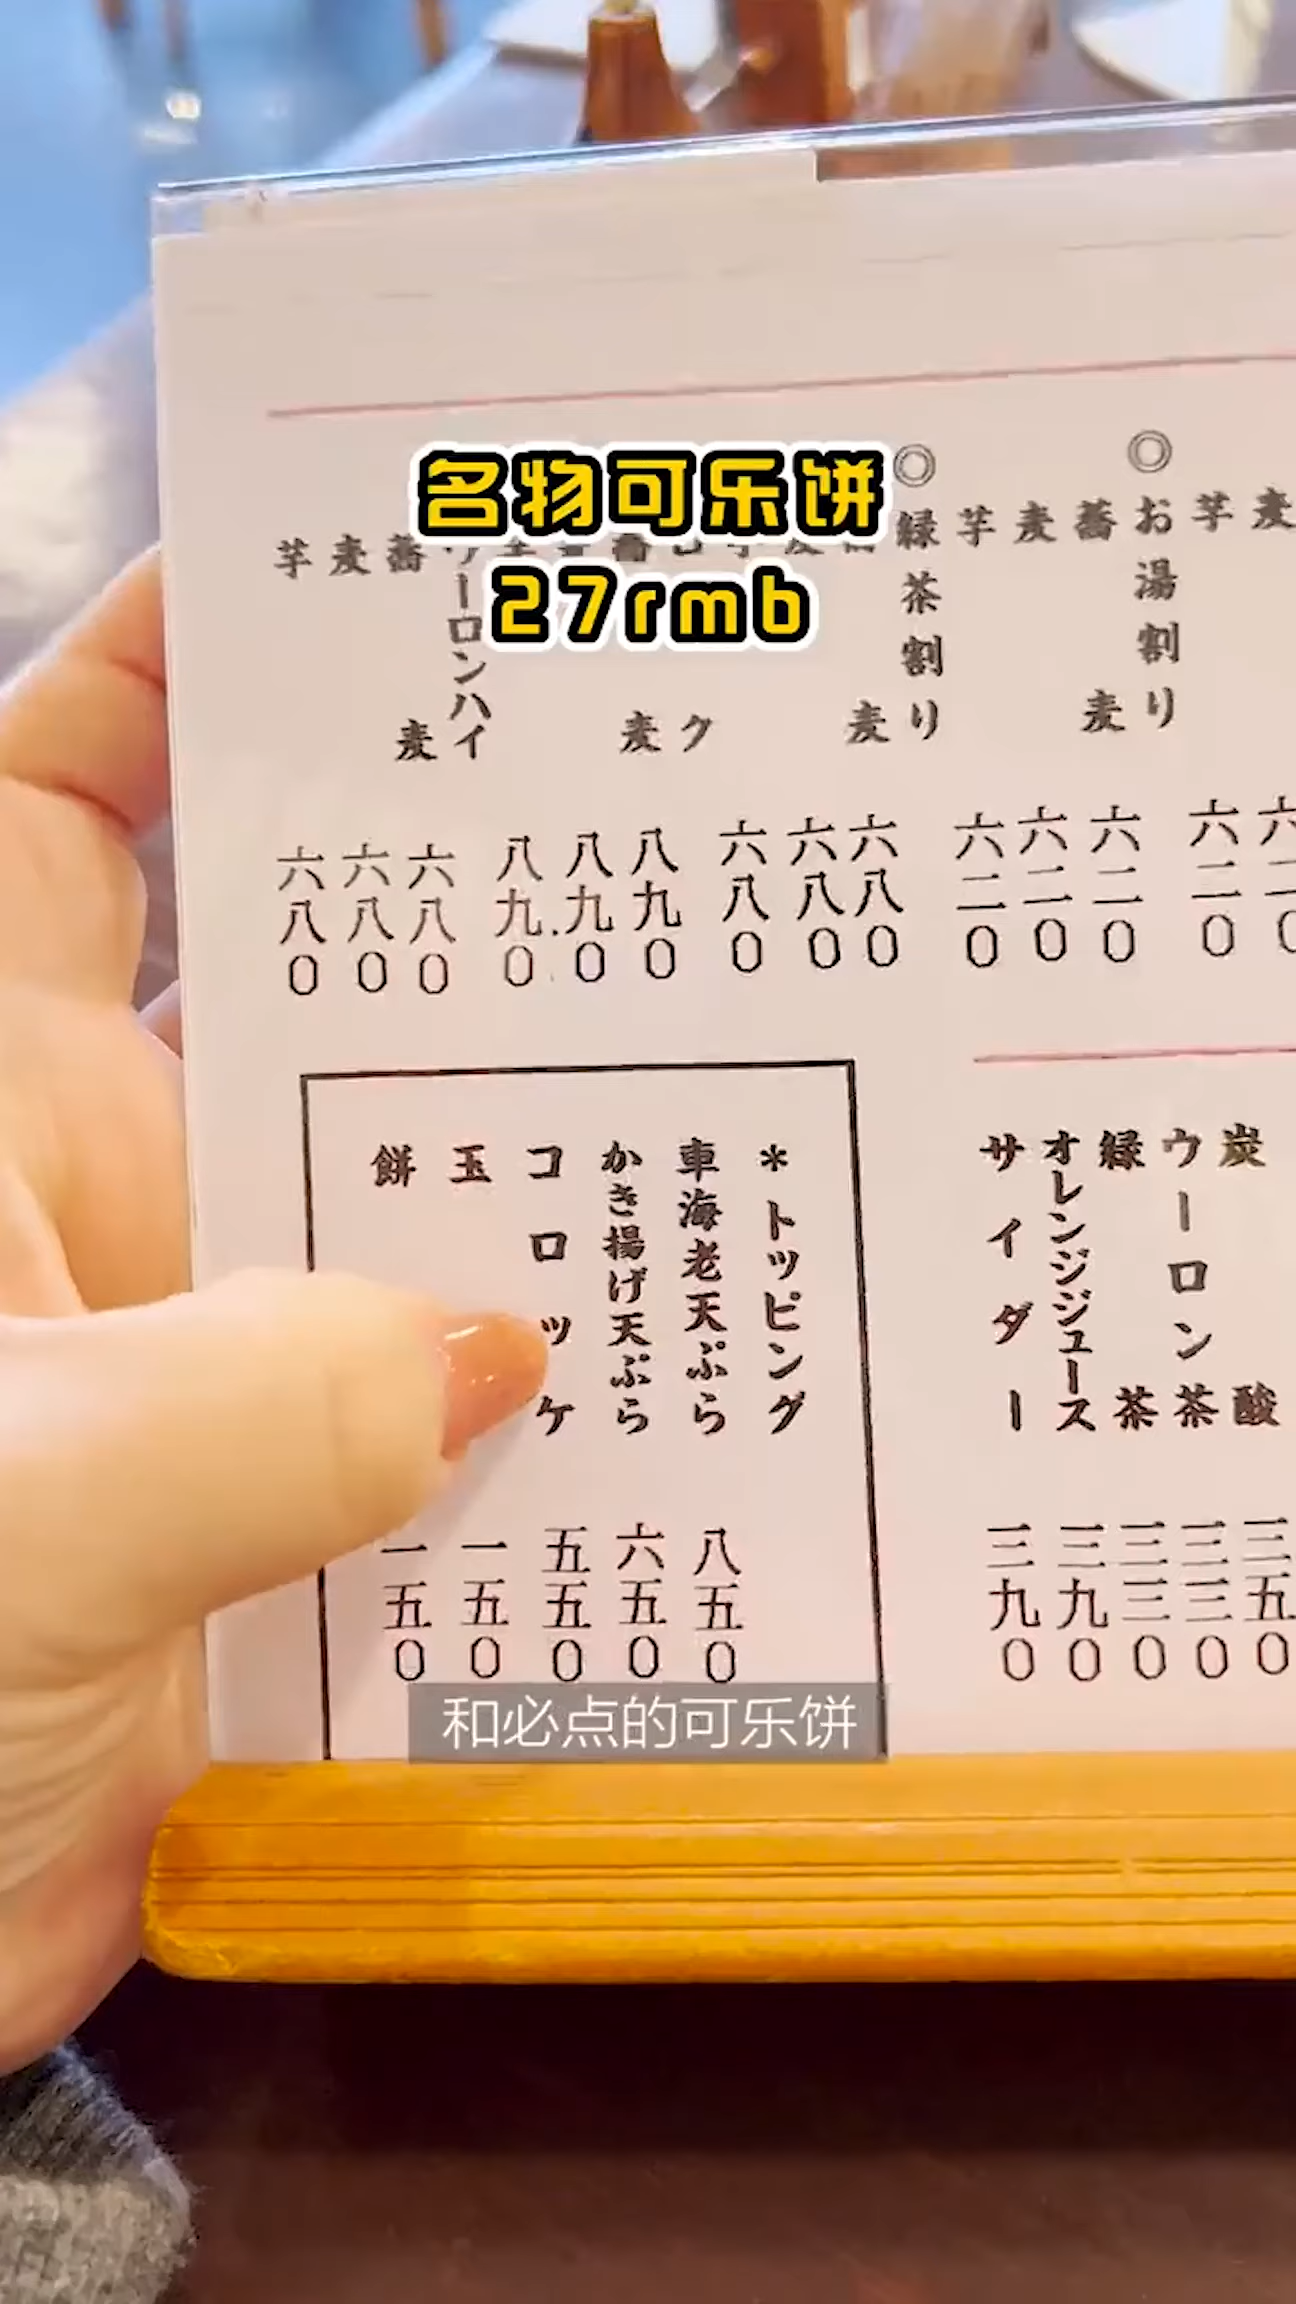 名物可乐饼
27rmb
◎お湯割り
蕎麦
麦
芋
◎緑茶割り
ウーロンハイ
蕎麦
麦
芋
六二〇
六二〇
六二〇
六二〇
六八〇
六八〇
六八〇
八九〇
八九〇
八九〇
六八〇
六八〇
六八〇
炭酸
三五〇
ウーロン茶
三三〇
緑茶
三三〇
オレンジジュース
三九〇
サイダー
三九〇
*トッピング
車海老天ぷら
八五〇
かき揚げ天ぷら
六五〇
コロッケ
五五〇
玉
一五〇
餅
一五〇
和必点的可乐饼